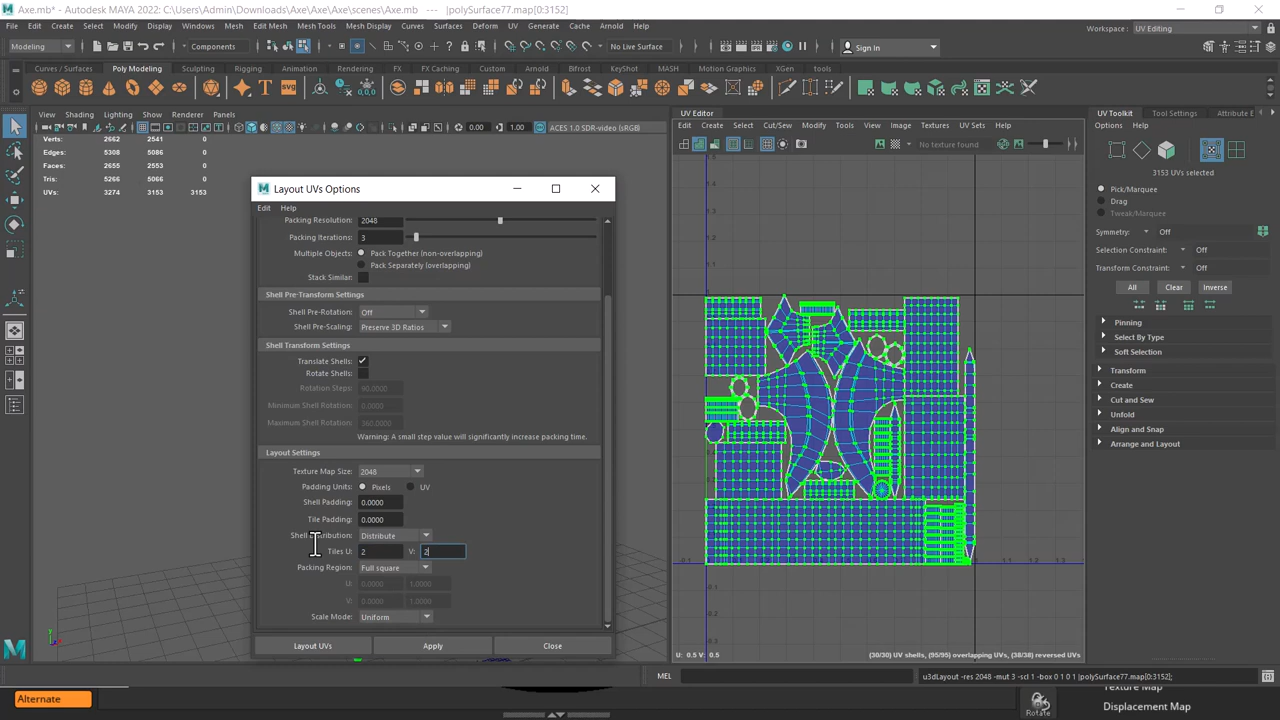 Axe.mb* - Autodesk MAYA 2022: C:\Users\Admin\Downloads\Axe\Axe\Axe\scenes\Axe.mb* --- |polySurface77.map[0:3152]
File Edit Create Select Modify Display Windows Mesh Edit Mesh Mesh Tools Mesh Display Curves Surfaces Deform UV Generate Cache Arnold Help
Workspace: UV Editing
Modeling Components No Live Surface Sign In
Curves / Surfaces Poly Modeling Sculpting Rigging Animation Rendering FX FX Caching Custom Arnold Bifrost KeyShot MASH Motion Graphics XGen tools
View Shading Lighting Show Renderer Panels
0.00 1.00 ACES 1.0 SDR-video (sRGB)
Verts: 2662 2541 0
Edges: 5308 5086 0
Faces: 2655 2553 0
Tris: 5266 5066 0
UVs: 3274 3153 3153
Layout UVs Options
Edit Help
Packing Resolution: 2048
Packing Iterations: 3
Multiple Objects: Pack Together (non-overlapping)
Pack Separately (overlapping)
Stack Similar:
Shell Pre-Transform Settings
Shell Pre-Rotation: Off
Shell Pre-Scaling: Preserve 3D Ratios
Shell Transform Settings
Translate Shells:
Rotate Shells:
Rotation Steps: 90.0000
Minimum Shell Rotation: 0.0000
Maximum Shell Rotation: 360.0000
Warning: A small step value will significantly increase packing time.
Layout Settings
Texture Map Size: 2048
Padding Units: Pixels UV
Shell Padding: 0.0000
Tile Padding: 0.0000
Shell Distribution: Distribute
Tiles U: 2 V: 2
Packing Region: Full square
U: 0.0000 1.0000
V: 0.0000 1.0000
Scale Mode: Uniform
Layout UVs Apply Close
UV Editor
Edit Create Select Cut/Sew Modify Tools View Image Textures UV Sets Help
No texture found
U: 0.5 V: 0.5 (30/30) UV shells, (95/95) overlapping UVs, (38/38) reversed UVs
UV Toolkit Tool Settings Attribute E
Options Help
3153 UVs selected
Pick/Marquee
Drag
Tweak/Marquee
Symmetry: Off
Selection Constraint: Off
Transform Constraint: Off
All Clear Inverse
Pinning
Select By Type
Soft Selection
Transform
Create
Cut and Sew
Unfold
Align and Snap
Arrange and Layout
MEL u3dLayout -res 2048 -mut 3 -scl 1 -box 0 1 0 1 |polySurface77.map[0:3152];
Alternate
Rotate
Texture Map
Displacement Map